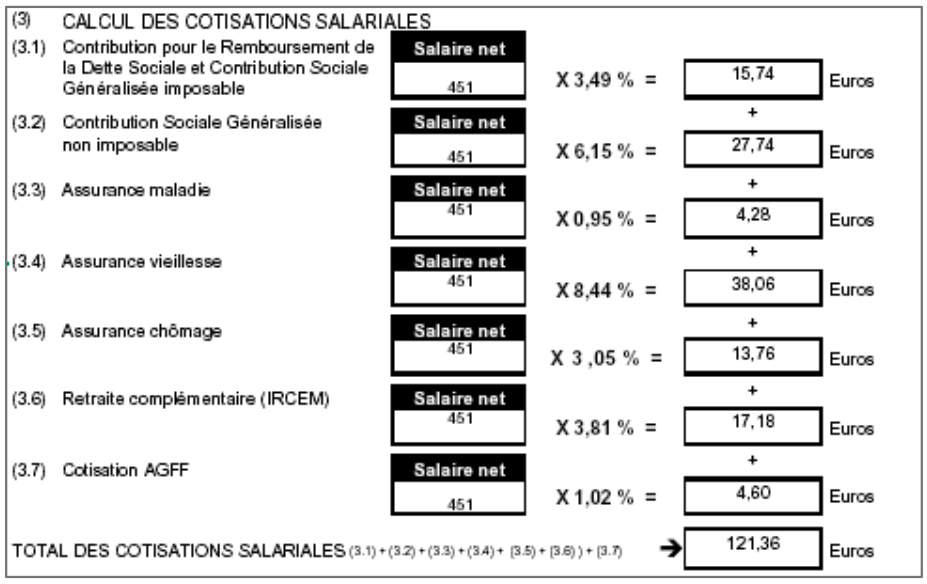 (3) CALCUL DES COTISATIONS SALARIALES
(3.1) Contribution pour le Remboursement de la Dette Sociale et Contribution Sociale Généralisée imposable
Salaire net
451
X 3,49 % = 15,74 Euros
+
(3.2) Contribution Sociale Généralisée non imposable
Salaire net
451
X 6,15 % = 27,74 Euros
+
(3.3) Assurance maladie
Salaire net
451
X 0,95 % = 4,28 Euros
+
(3.4) Assurance vieillesse
Salaire net
451
X 8,44 % = 38,06 Euros
+
(3.5) Assurance chômage
Salaire net
451
X 3 ,05 % = 13,76 Euros
+
(3.6) Retraite complémentaire (IRCEM)
Salaire net
451
X 3,81 % = 17,18 Euros
+
(3.7) Cotisation AGFF
Salaire net
451
X 1,02 % = 4,60 Euros
TOTAL DES COTISATIONS SALARIALES (3.1) + (3.2) + (3.3) + (3.4) + (3.5) + (3.6) ) + (3.7) ➔ 121,36 Euros